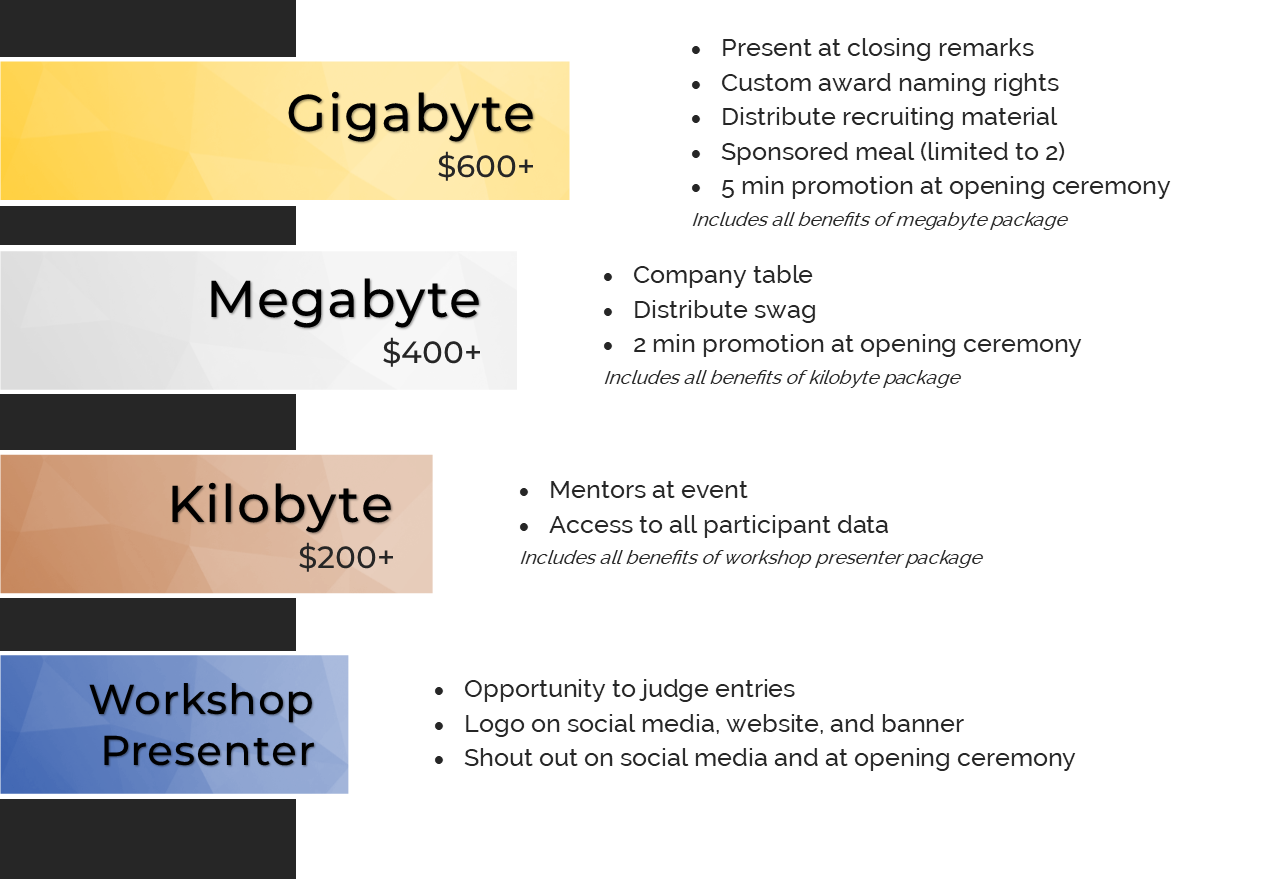 Gigabyte
$600+
• Present at closing remarks
• Custom award naming rights
• Distribute recruiting material
• Sponsored meal (limited to 2)
• 5 min promotion at opening ceremony
Includes all benefits of megabyte package
Megabyte
$400+
• Company table
• Distribute swag
• 2 min promotion at opening ceremony
Includes all benefits of kilobyte package
Kilobyte
$200+
• Mentors at event
• Access to all participant data
Includes all benefits of workshop presenter package
Workshop
Presenter
• Opportunity to judge entries
• Logo on social media, website, and banner
• Shout out on social media and at opening ceremony